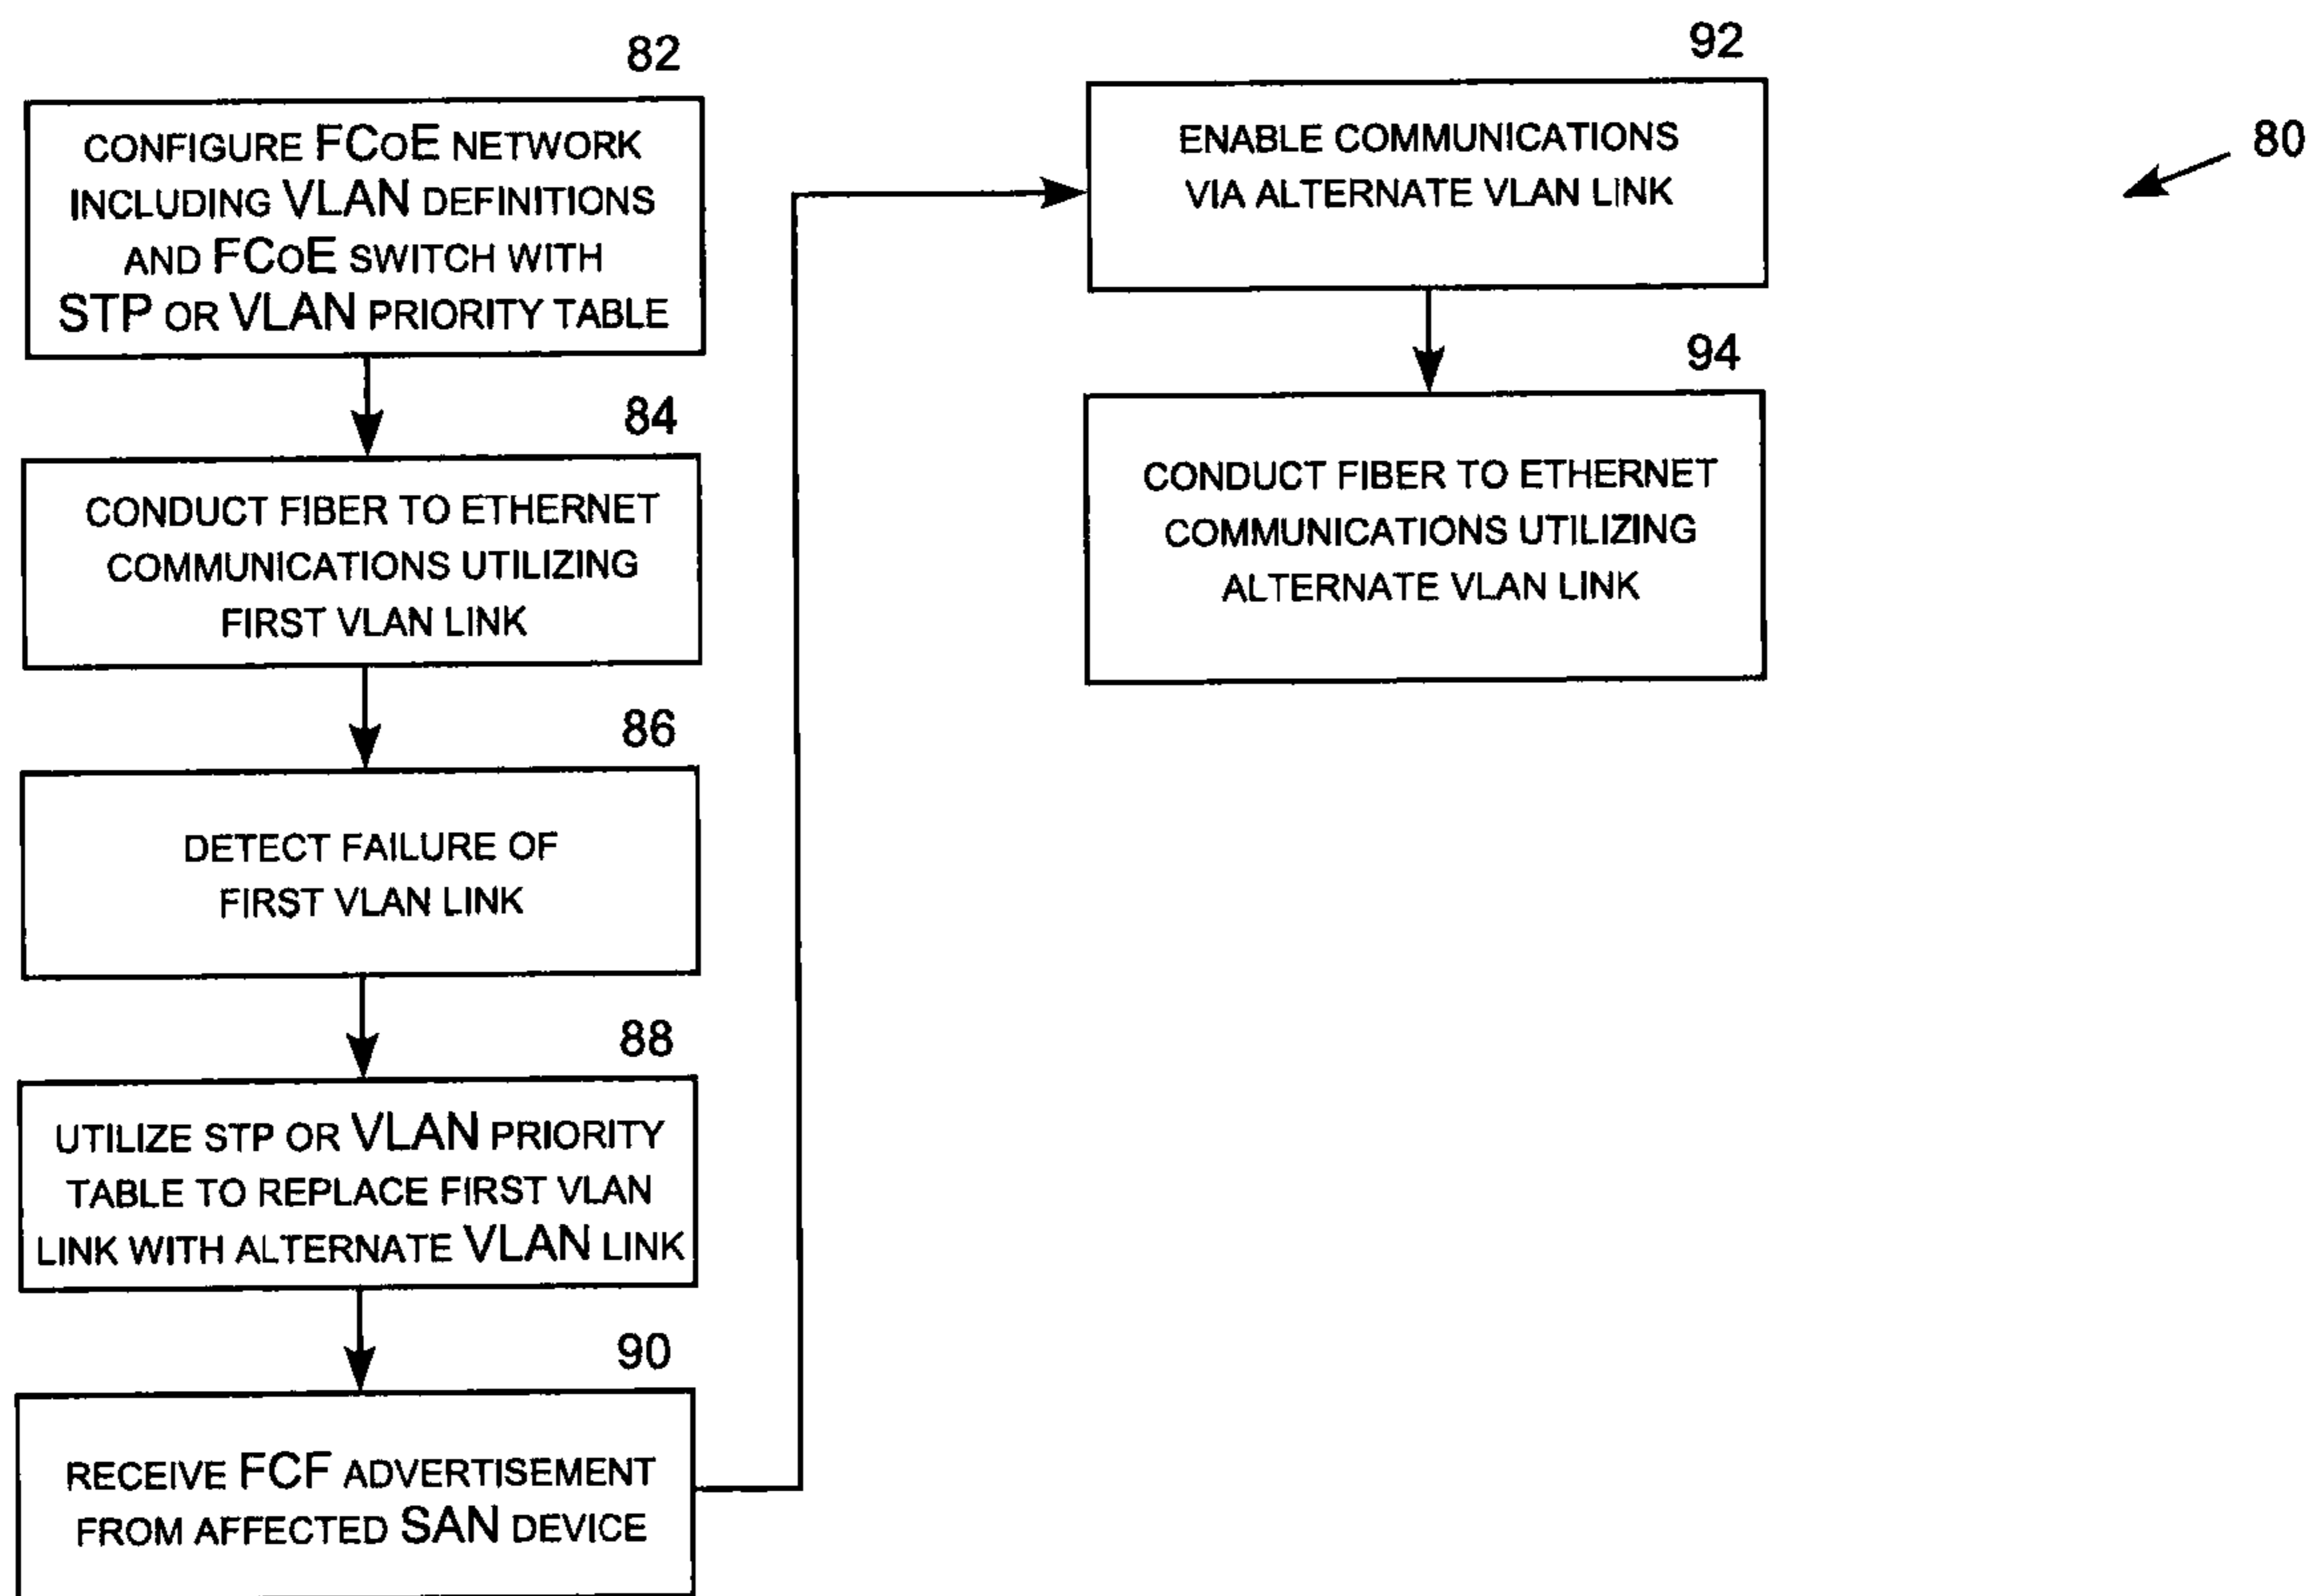 82
CONFIGURE FCOE NETWORK
INCLUDING VLAN DEFINITIONS
AND FCOE SWITCH WITH
STP OR VLAN PRIORITY TABLE
84
CONDUCT FIBER TO ETHERNET
COMMUNICATIONS UTILIZING
FIRST VLAN LINK
86
DETECT FAILURE OF
FIRST VLAN LINK
88
UTILIZE STP OR VLAN PRIORITY
TABLE TO REPLACE FIRST VLAN
LINK WITH ALTERNATE VLAN LINK
90
RECEIVE FCF ADVERTISEMENT
FROM AFFECTED SAN DEVICE
92
ENABLE COMMUNICATIONS
VIA ALTERNATE VLAN LINK
94
CONDUCT FIBER TO ETHERNET
COMMUNICATIONS UTILIZING
ALTERNATE VLAN LINK
80